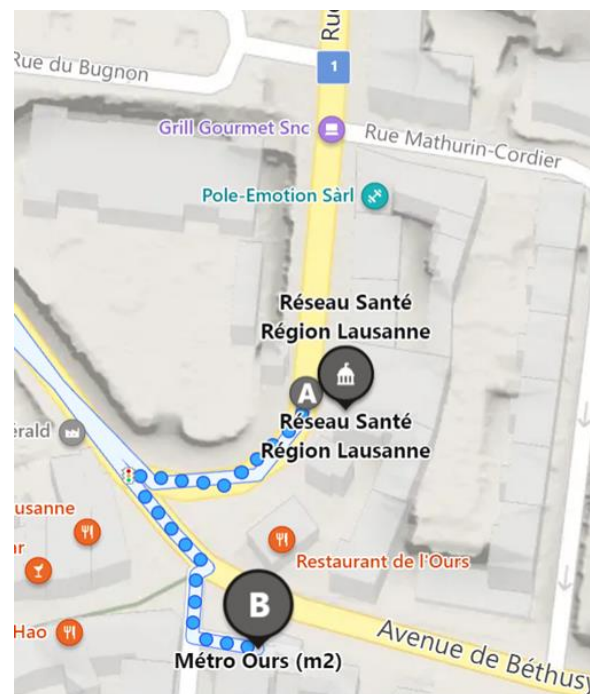 Rue
Rue du Bugnon
1
Grill Gourmet Snc
Rue Mathurin-Cordier
Pole-Emotion Sàrl
Réseau Santé
Région Lausanne
A
Réseau Santé
Région Lausanne
érald
usanne
ar
Restaurant de l'Ours
B
Hao
Métro Ours (m2)
Avenue de Béthusy